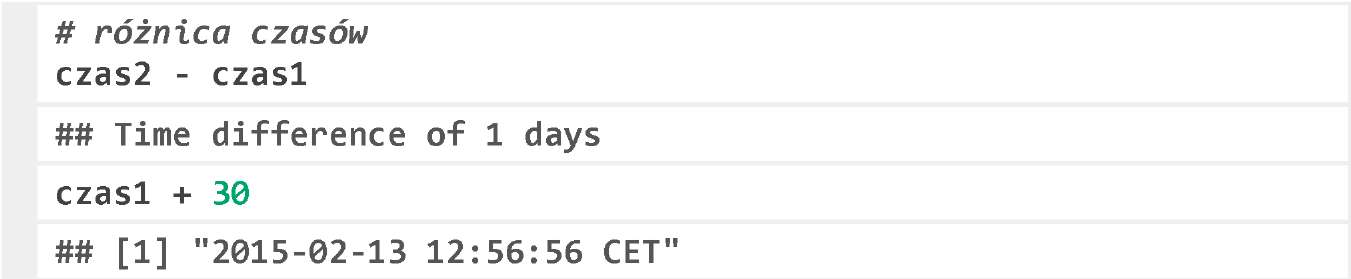 # różnica czasów
czas2 - czas1
## Time difference of 1 days
czas1 + 30
## [1] "2015-02-13 12:56:56 CET"